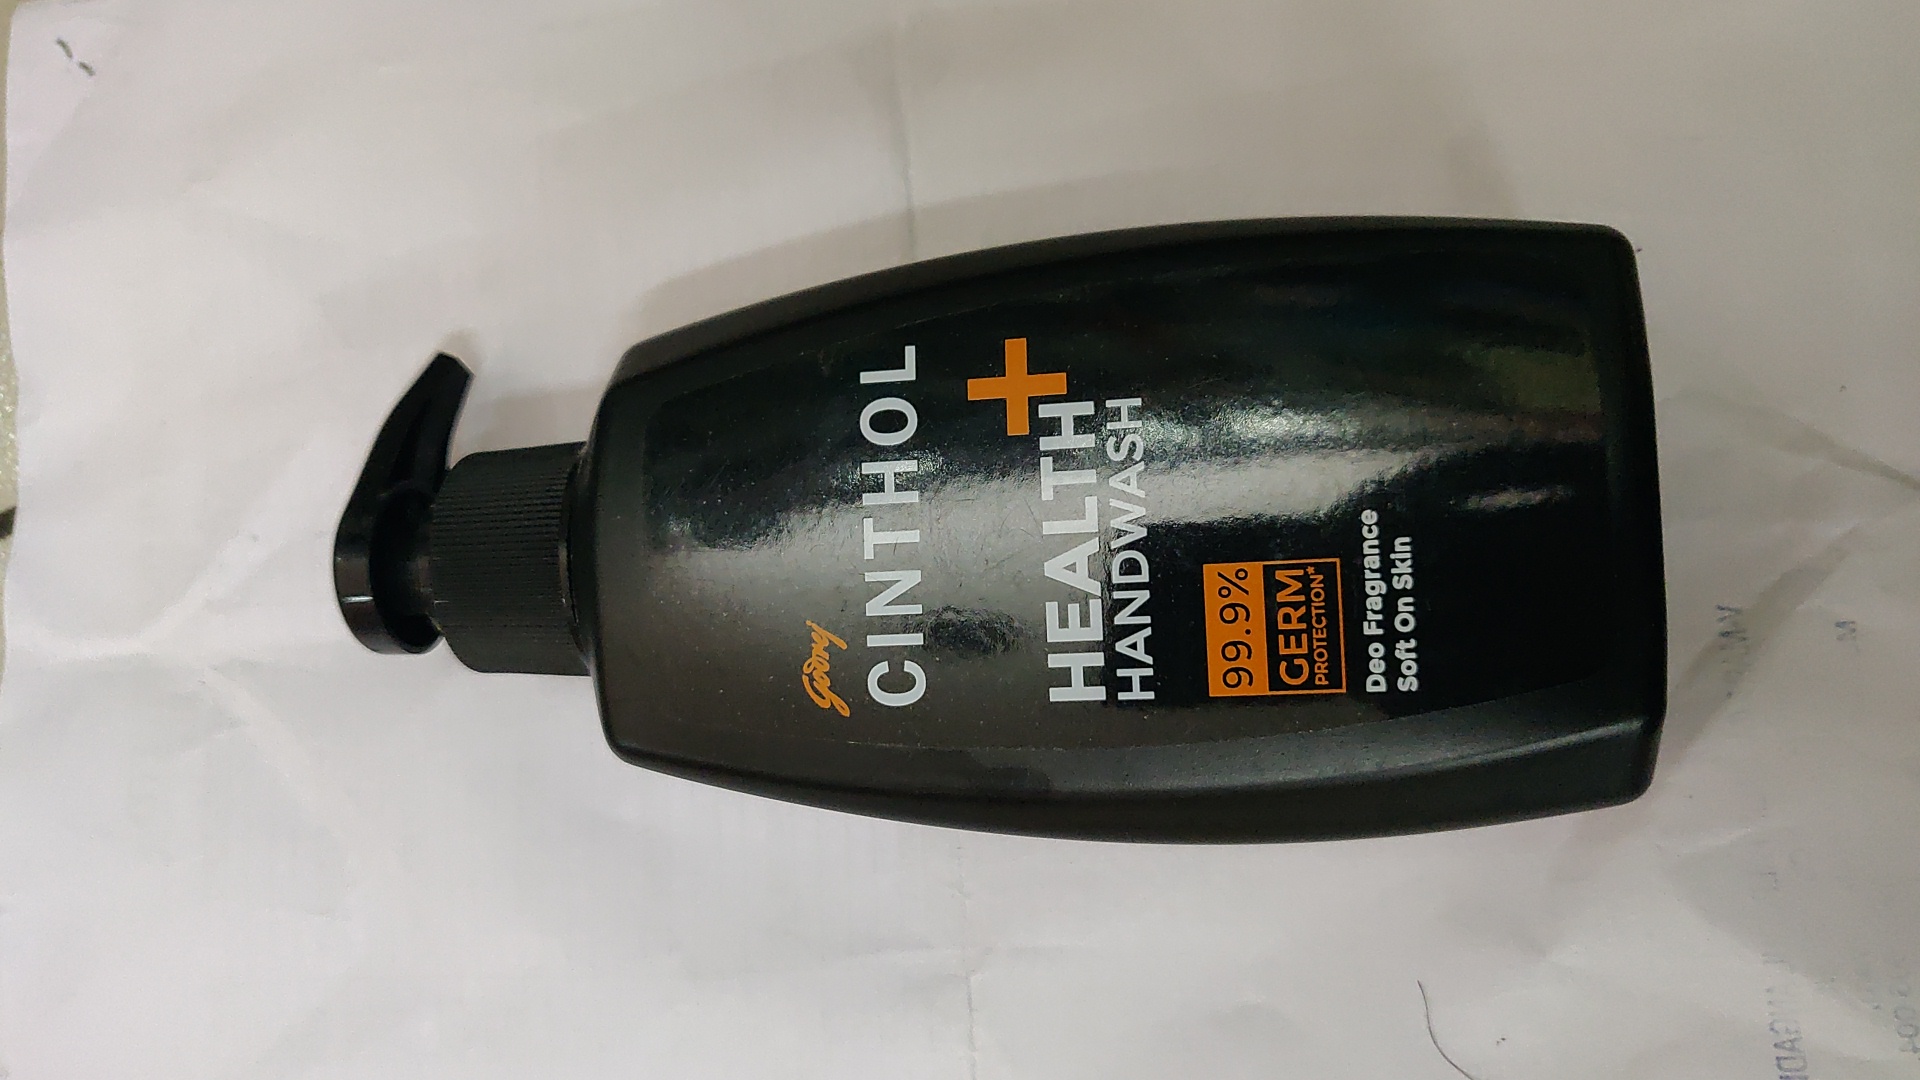 Godrej
CINTHOL
HEALTH+
HANDWASH
99.9%
GERM
PROTECTION*
Deo Fragrance
Soft On Skin